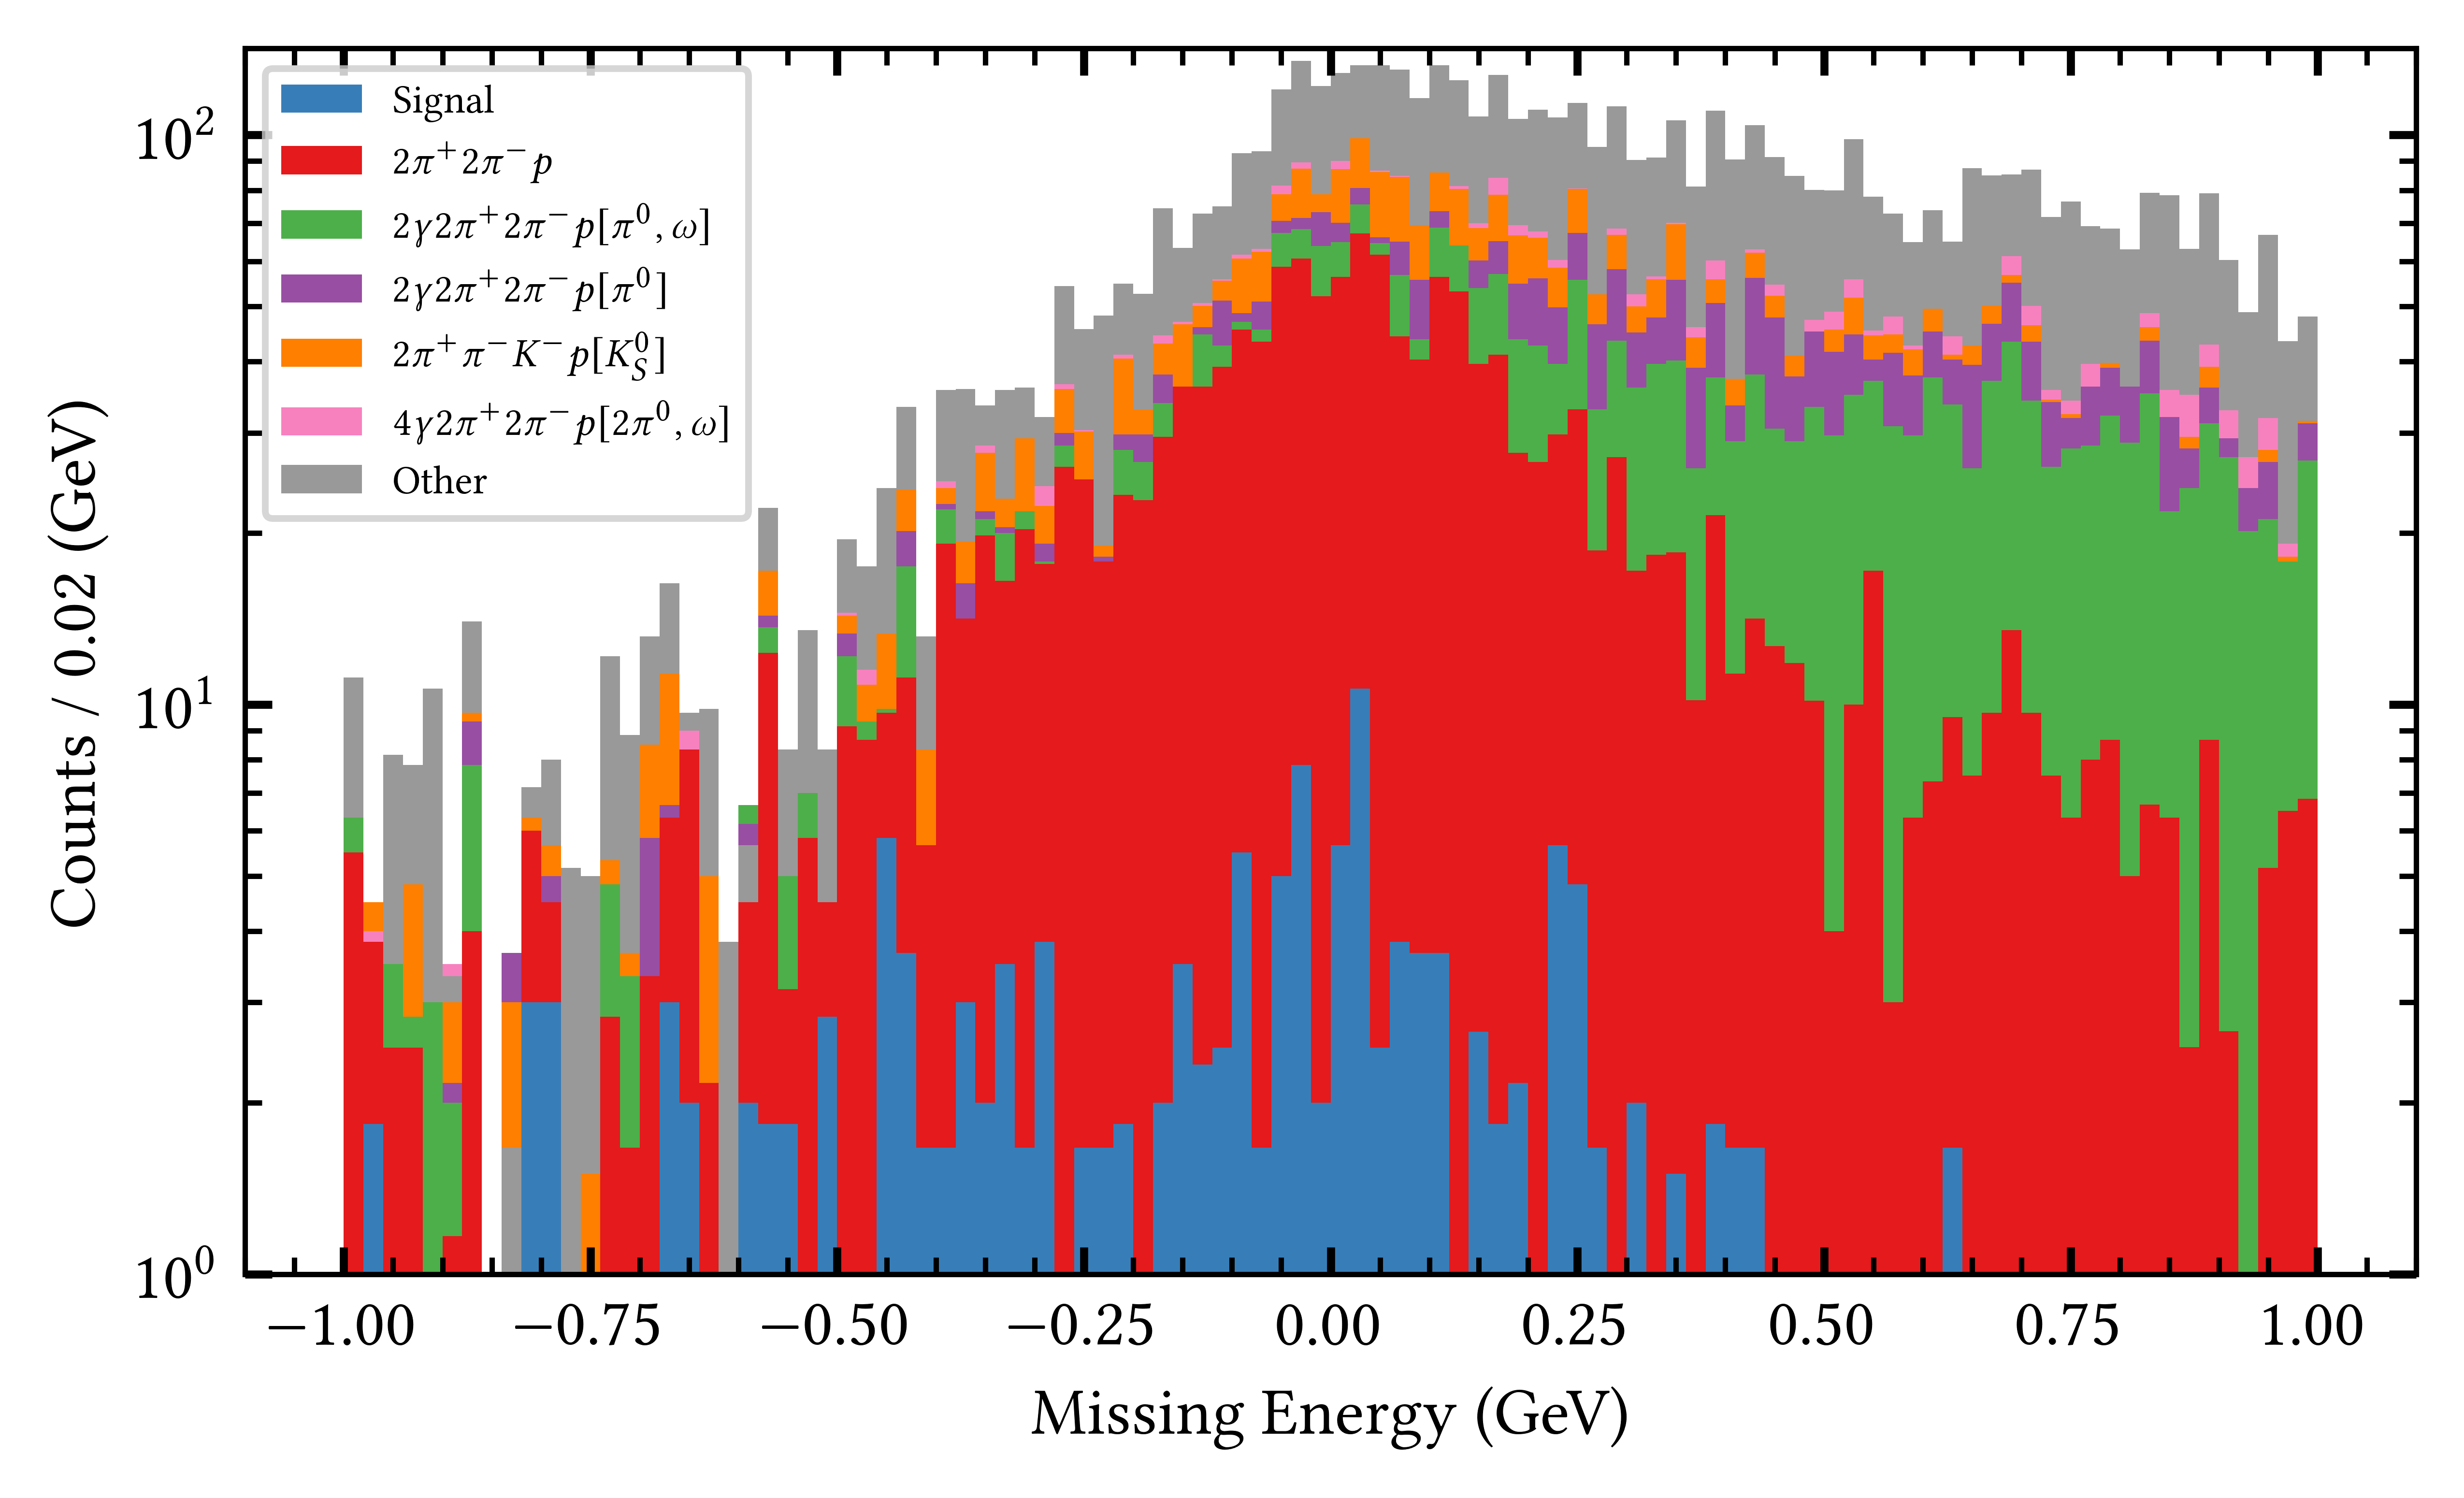 Signal
2π⁺2π⁻p
2γ2π⁺2π⁻p[π⁰, ω]
2γ2π⁺2π⁻p[π⁰]
2π⁺π⁻K⁻p[K⁰_S]
4γ2π⁺2π⁻p[2π⁰, ω]
Other
10²
10¹
10⁰
Counts / 0.02 (GeV)
−1.00 −0.75 −0.50 −0.25 0.00 0.25 0.50 0.75 1.00
Missing Energy (GeV)